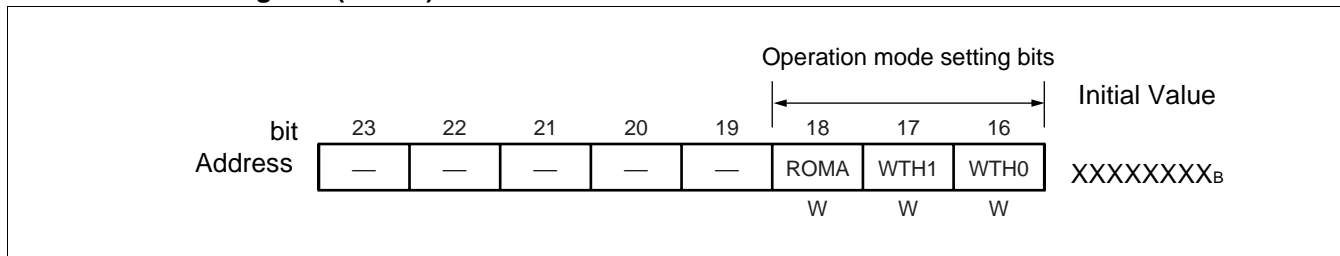 Operation mode setting bits
Initial Value
bit 23 22 21 20 19 18 17 16
Address — — — — — ROMA WTH1 WTH0 XXXXXXXXB
W W W